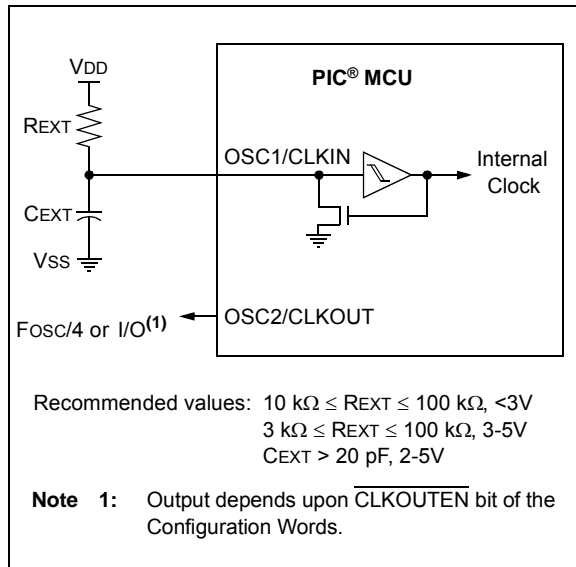 VDD
PIC® MCU
REXT
OSC1/CLKIN
Internal
Clock
CEXT
VSS
OSC2/CLKOUT
FOSC/4 or I/O(1)
Recommended values: 10 kΩ ≤ REXT ≤ 100 kΩ, <3V
3 kΩ ≤ REXT ≤ 100 kΩ, 3-5V
CEXT > 20 pF, 2-5V
Note 1: Output depends upon CLKOUTEN bit of the
Configuration Words.